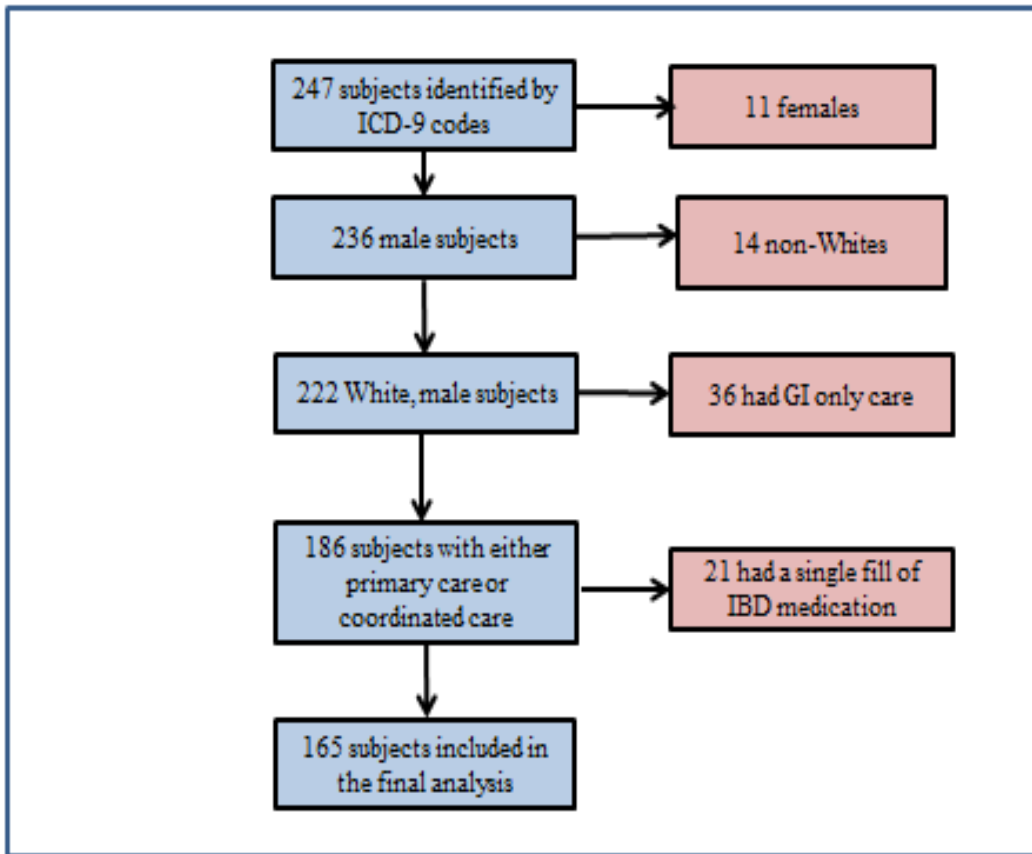 247 subjects identified by
ICD-9 codes
11 females
236 male subjects
14 non-Whites
222 White, male subjects
36 had GI only care
186 subjects with either
primary care or
coordinated care
21 had a single fill of
IBD medication
165 subjects included in
the final analysis